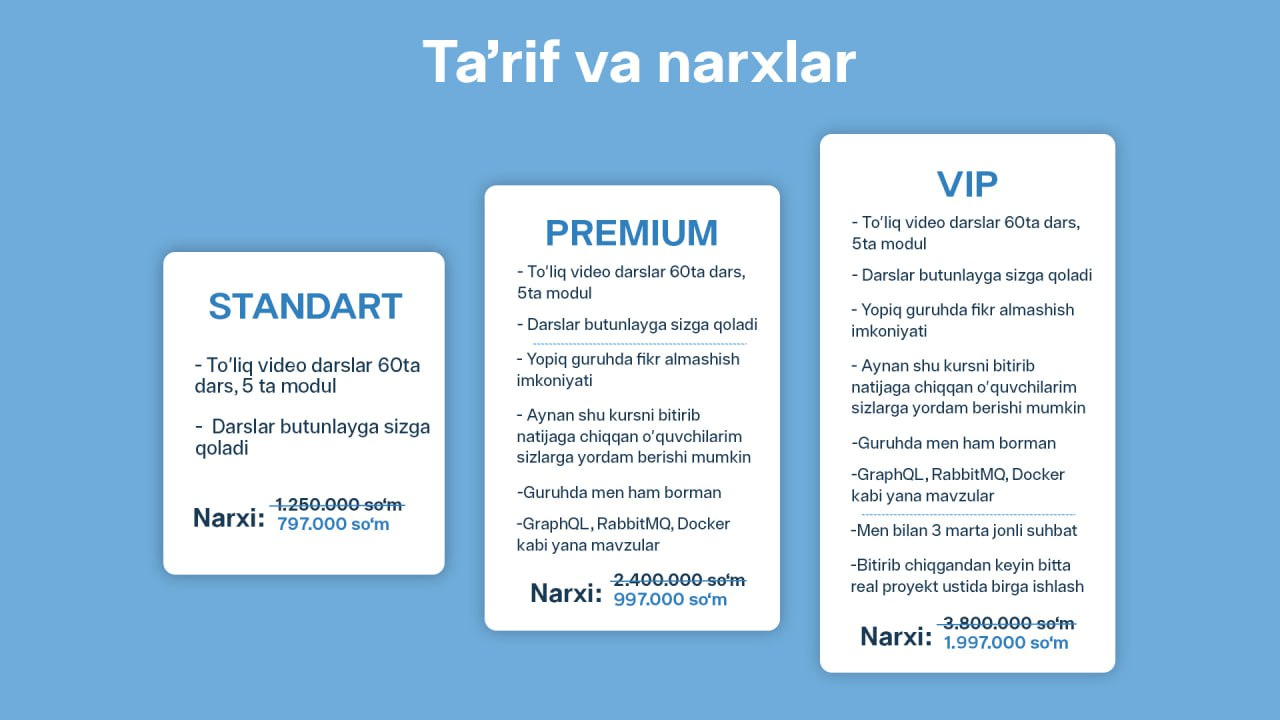 Ta’rif va narxlar
STANDART
- To‘liq video darslar 60ta
dars, 5 ta modul
- Darslar butunlayga sizga
qoladi
Narxi:
1.250.000 so‘m
797.000 so‘m
PREMIUM
- To‘liq video darslar 60ta dars,
5ta modul
- Darslar butunlayga sizga qoladi
- Yopiq guruhda fikr almashish
imkoniyati
- Aynan shu kursni bitirib
natijaga chiqqan o‘quvchilarim
sizlarga yordam berishi mumkin
-Guruhda men ham borman
-GraphQL, RabbitMQ, Docker
kabi yana mavzular
Narxi:
2.400.000 so‘m
997.000 so‘m
VIP
- To‘liq video darslar 60ta dars,
5ta modul
- Darslar butunlayga sizga qoladi
- Yopiq guruhda fikr almashish
imkoniyati
- Aynan shu kursni bitirib
natijaga chiqqan o‘quvchilarim
sizlarga yordam berishi mumkin
-Guruhda men ham borman
-GraphQL, RabbitMQ, Docker
kabi yana mavzular
-Men bilan 3 marta jonli suhbat
-Bitirib chiqgandan keyin bitta
real proyekt ustida birga ishlash
Narxi:
3.800.000 so‘m
1.997.000 so‘m